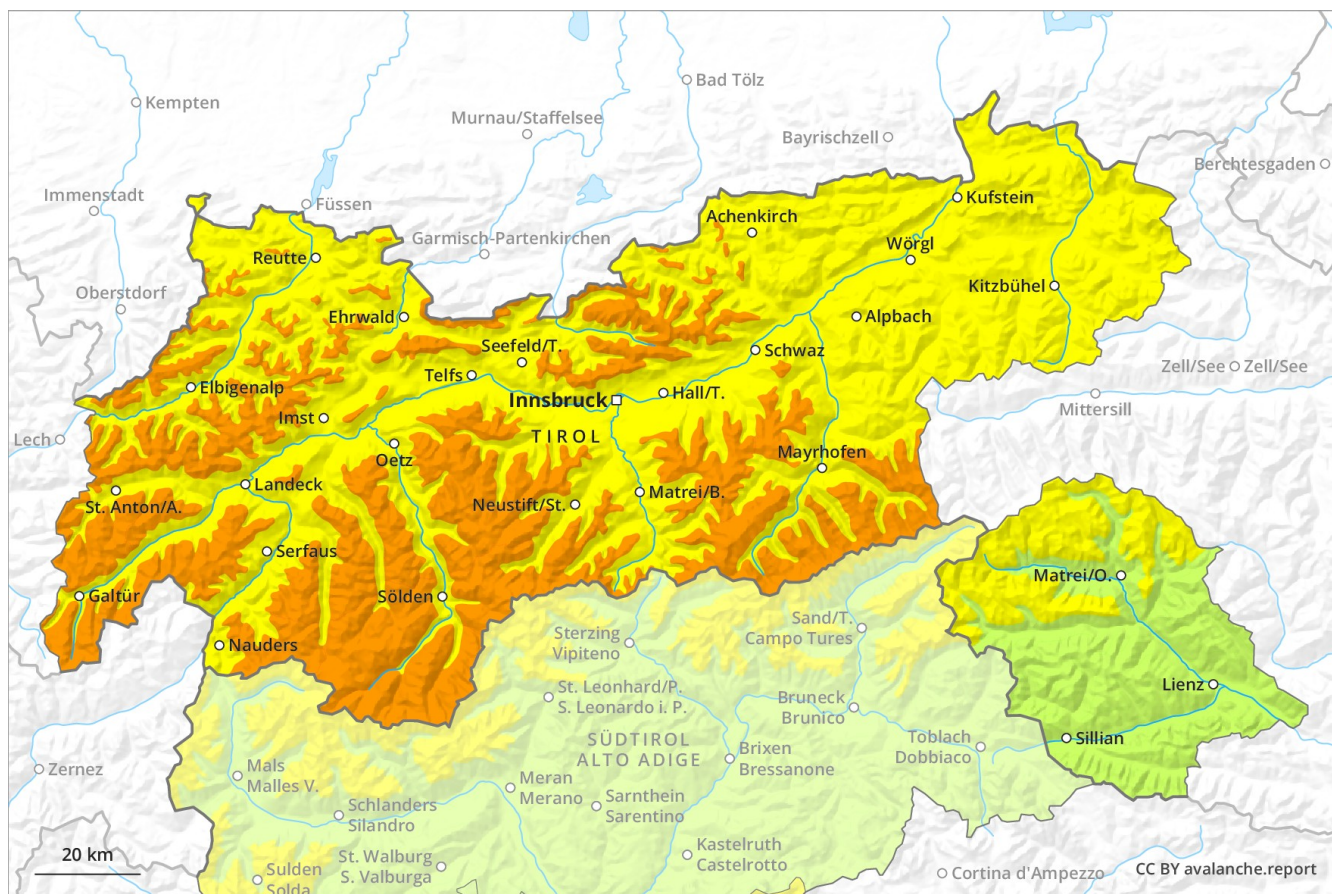 Bad Tölz
Kempten
Murnau/Staffelsee
Bayrischzell
Berchtesgaden
Immenstadt
Füssen
Kufstein
Achenkirch
Garmisch-Partenkirchen
Wörgl
Reutte
Oberstdorf
Kitzbühel
Ehrwald
Alpbach
Seefeld/T.
Schwaz
Telfs
Zell/See
Zell/See
Elbigenalp
Hall/T.
Innsbruck
Mittersill
Imst
Lech
TIROL
Oetz
Mayrhofen
Landeck
Matrei/B.
St. Anton/A.
Neustift/St.
Serfaus
Matrei/O.
Galtür
Sölden
Sand/T.
Campo Tures
Sterzing
Vipiteno
Nauders
Lienz
St. Leonhard/P.
S. Leonardo i. P.
Bruneck
Brunico
Sillian
SÜDTIROL
ALTO ADIGE
Toblach
Dobbiaco
Brixen
Bressanone
Zernez
Mals
Malles V.
Meran
Merano
Schlanders
Silandro
Sarnthein
Sarentino
Kastelruth
Castelrotto
20 km
St. Walburg
S. Valburga
Sulden
Solda
Cortina d'Ampezzo
CC BY avalanche.report